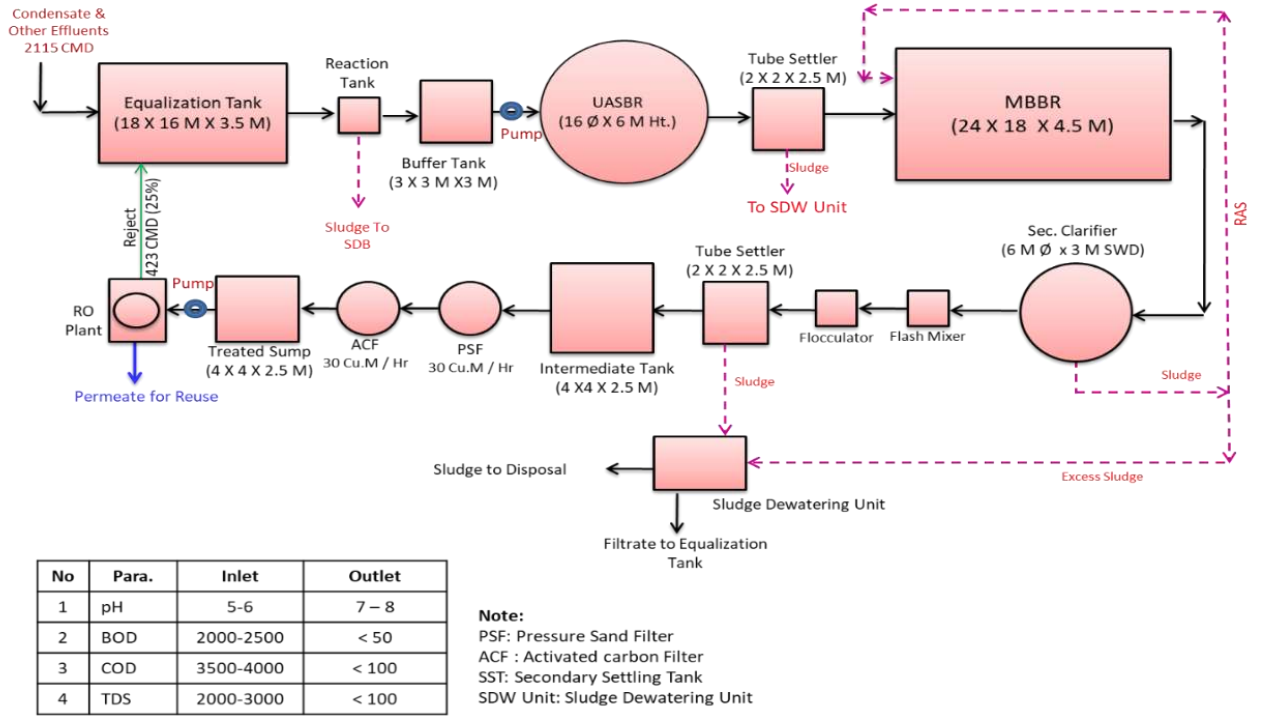 Condensate &
Other Effluents
2115 CMD
Equalization Tank
(18 X 16 M X 3.5 M)
Reaction
Tank
Sludge To
SDB
Buffer Tank
(3 X 3 M X3 M)
Pump
UASBR
(16 Ø X 6 M Ht.)
Tube Settler
(2 X 2 X 2.5 M)
Sludge
To SDW Unit
MBBR
(24 X 18 X 4.5 M)
RAS
Sec. Clarifier
(6 M Ø x 3 M SWD)
Sludge
Excess Sludge
Flash Mixer
Flocculator
Tube Settler
(2 X 2 X 2.5 M)
Sludge
Intermediate Tank
(4 X4 X 2.5 M)
PSF
30 Cu.M / Hr
ACF
30 Cu.M / Hr
Treated Sump
(4 X 4 X 2.5 M)
Pump
RO
Plant
Reject
423 CMD (25%)
Permeate for Reuse
Sludge to Disposal
Sludge Dewatering Unit
Filtrate to Equalization
Tank
No Para. Inlet Outlet
1 pH 5-6 7 – 8
2 BOD 2000-2500 < 50
3 COD 3500-4000 < 100
4 TDS 2000-3000 < 100
Note:
PSF: Pressure Sand Filter
ACF : Activated carbon Filter
SST: Secondary Settling Tank
SDW Unit: Sludge Dewatering Unit